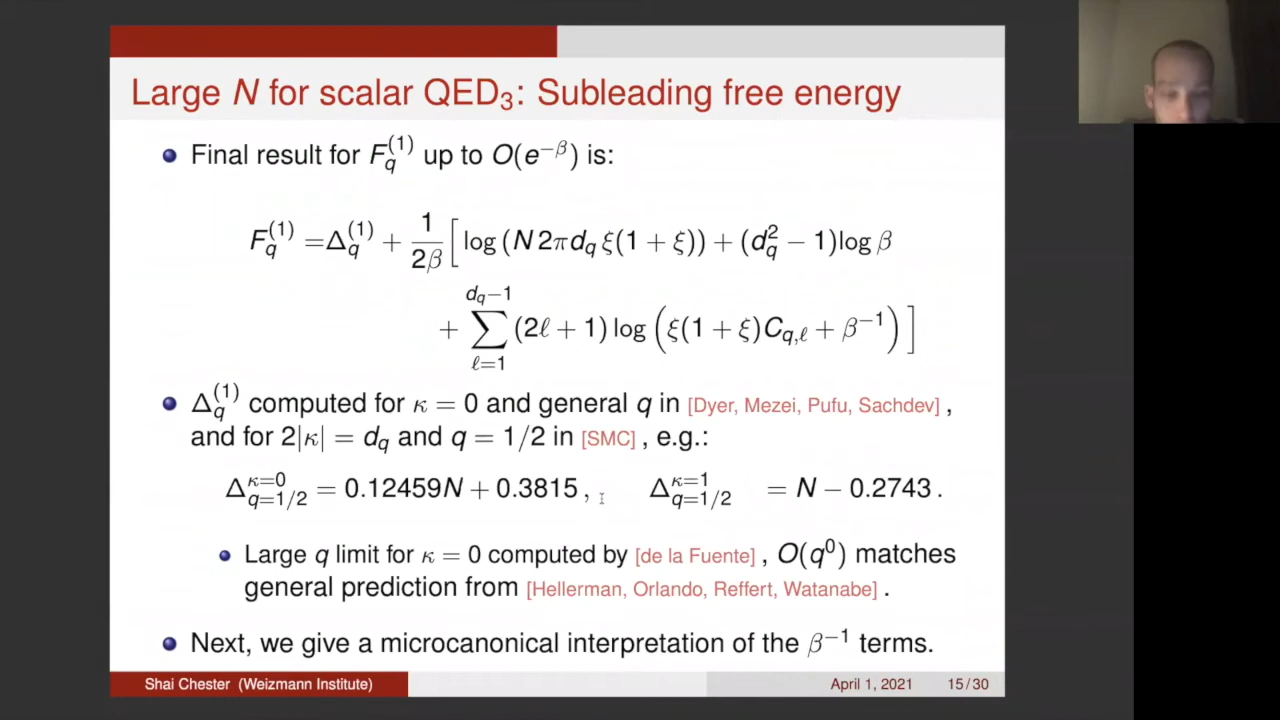 Large N for scalar QED₃: Subleading free energy
Final result for F_q^{(1)} up to O(e^{−β}) is:
F_q^{(1)} =Δ_q^{(1)} + \frac{1}{2β} [ log (N 2π d_q ξ(1 + ξ)) + (d_q^2 − 1)log β
+ \sum_{ℓ=1}^{d_q−1} (2ℓ + 1) log ( ξ(1 + ξ)C_{q,ℓ} + β^{−1} ) ]
Δ_q^{(1)} computed for κ = 0 and general q in [Dyer, Mezei, Pufu, Sachdev] ,
and for 2|κ| = d_q and q = 1/2 in [SMC] , e.g.:
Δ_{q=1/2}^{κ=0} = 0.12459N + 0.3815 , Δ_{q=1/2}^{κ=1} = N − 0.2743 .
Large q limit for κ = 0 computed by [de la Fuente] , O(q⁰) matches
general prediction from [Hellerman, Orlando, Reffert, Watanabe] .
Next, we give a microcanonical interpretation of the β^{−1} terms.
Shai Chester (Weizmann Institute) April 1, 2021 15 / 30